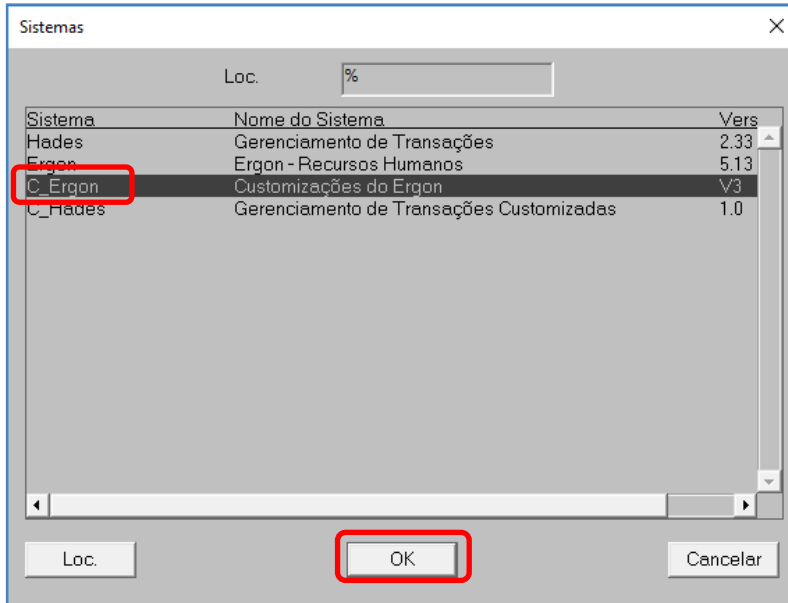 Sistemas
Loc. %
Sistema Nome do Sistema Vers
Hades Gerenciamento de Transações 2.33
Ergon Ergon - Recursos Humanos 5.13
C_Ergon Customizações do Ergon V3
C_Hades Gerenciamento de Transações Customizadas 1.0
Loc. OK Cancelar